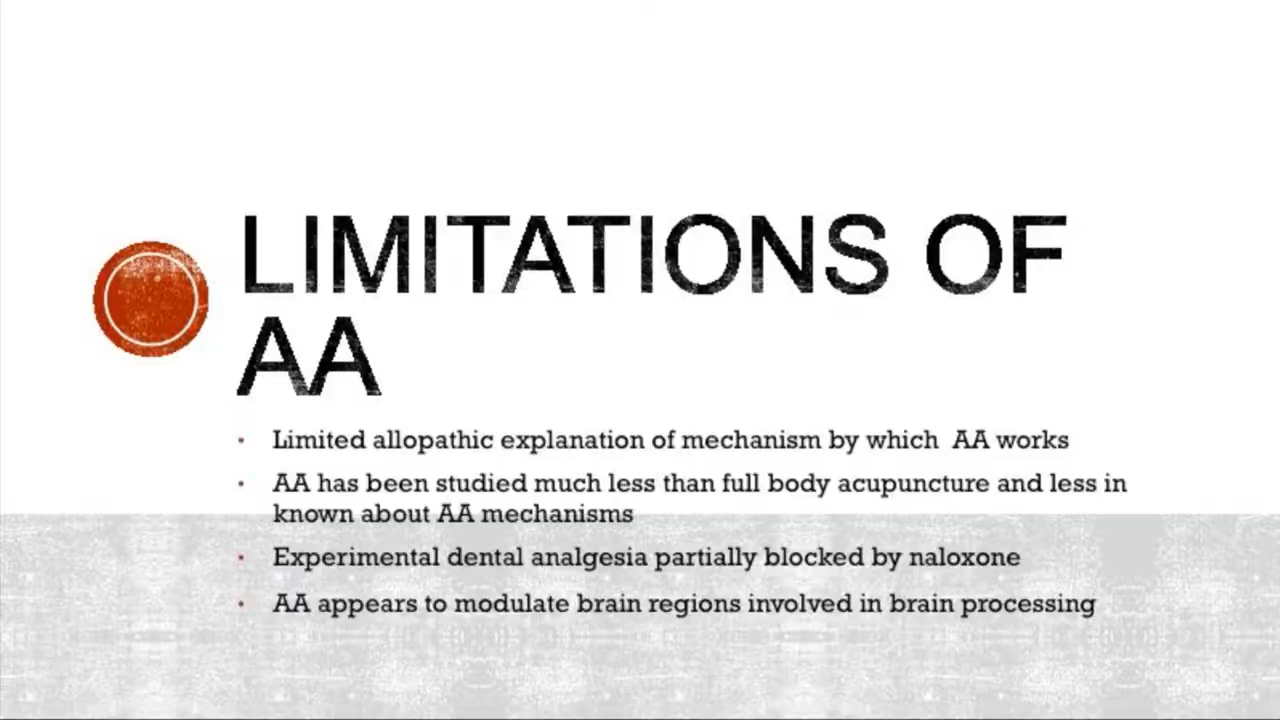 LIMITATIONS OF
AA
• Limited allopathic explanation of mechanism by which AA works
• AA has been studied much less than full body acupuncture and less in
known about AA mechanisms
• Experimental dental analgesia partially blocked by naloxone
• AA appears to modulate brain regions involved in brain processing